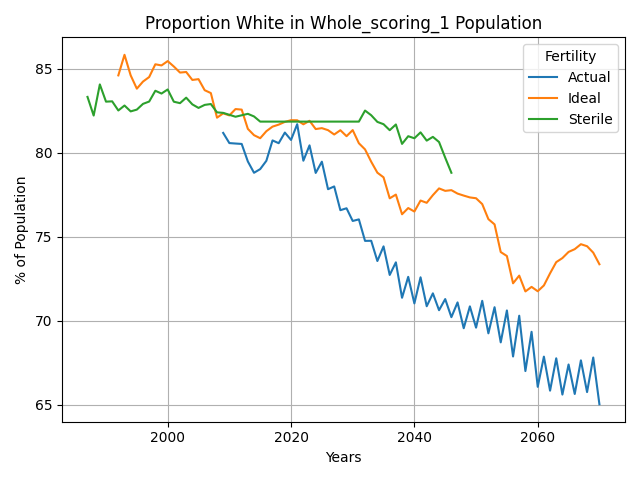 Proportion White in Whole_scoring_1 Population
Fertility
Actual
Ideal
Sterile
% of Population
85
80
75
70
65
2000
2020
2040
2060
Years